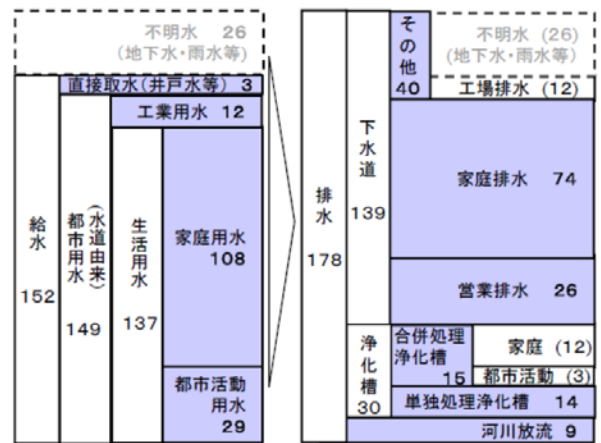 不明水 26
(地下水・雨水等)
直接取水(井戸水等) 3
工業用水 12
給水
152
都市用水
(水道由来)
149
生活用水
137
家庭用水
108
都市活動
用水
29
排水
178
下水道
139
その他
40
不明水 (26)
(地下水・雨水等)
工場排水 (12)
家庭排水 74
営業排水 26
浄化槽
30
合併処理
浄化槽
15
家庭 (12)
都市活動 (3)
単独処理浄化槽 14
河川放流 9